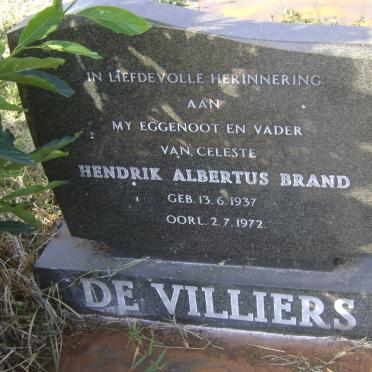 IN LIEFDEVOLLE HERINNERING
AAN
MY EGGENOOT EN VADER
VAN CELESTE
HENDRIK ALBERTUS BRAND
GEB. 13.6.1937
OORL. 2.7.1972.
DE VILLIERS